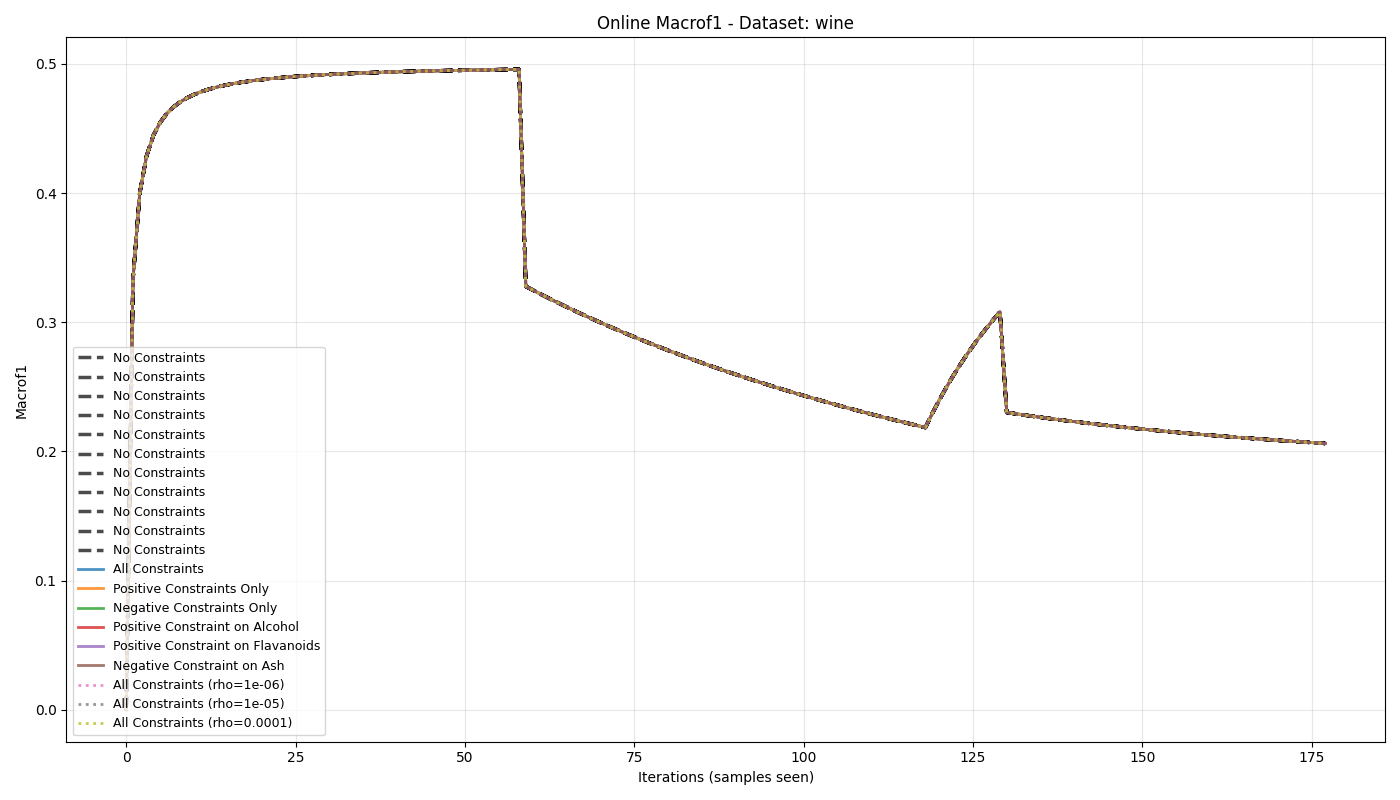 Online Macrof1 - Dataset: wine
Macrof1
0.5
0.4
0.3
0.2
0.1
0.0
No Constraints
No Constraints
No Constraints
No Constraints
No Constraints
No Constraints
No Constraints
No Constraints
No Constraints
No Constraints
No Constraints
All Constraints
Positive Constraints Only
Negative Constraints Only
Positive Constraint on Alcohol
Positive Constraint on Flavanoids
Negative Constraint on Ash
All Constraints (rho=1e-06)
All Constraints (rho=1e-05)
All Constraints (rho=0.0001)
0 25 50 75 100 125 150 175
Iterations (samples seen)